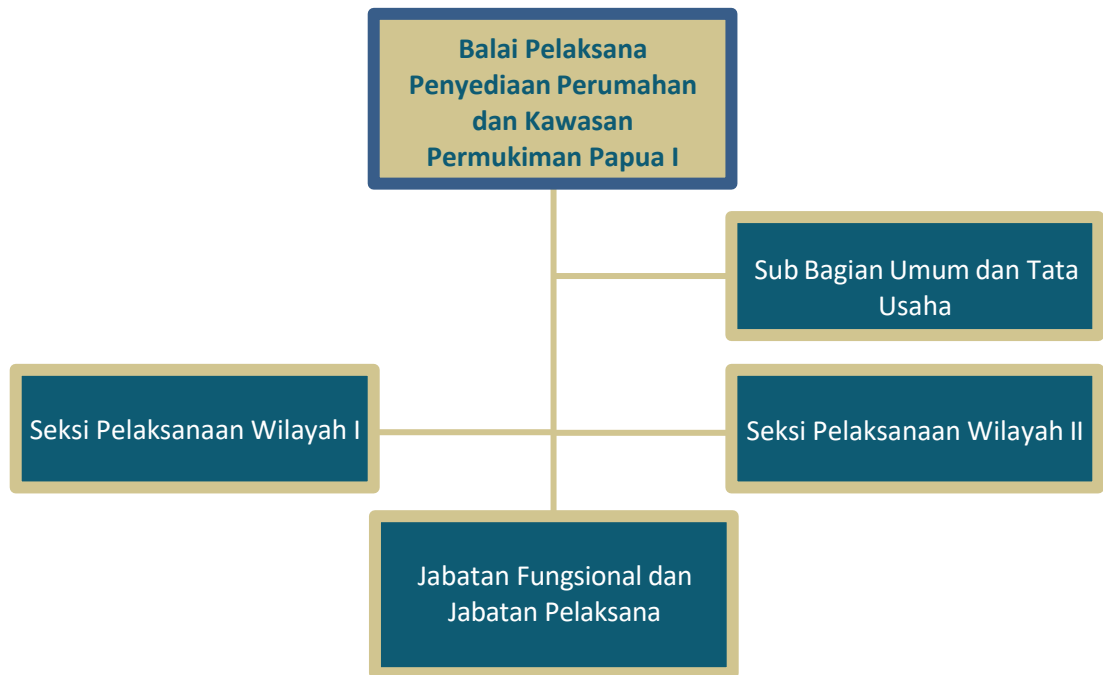 Balai Pelaksana
Penyediaan Perumahan
dan Kawasan
Permukiman Papua I
Sub Bagian Umum dan Tata
Usaha
Seksi Pelaksanaan Wilayah I
Seksi Pelaksanaan Wilayah II
Jabatan Fungsional dan
Jabatan Pelaksana